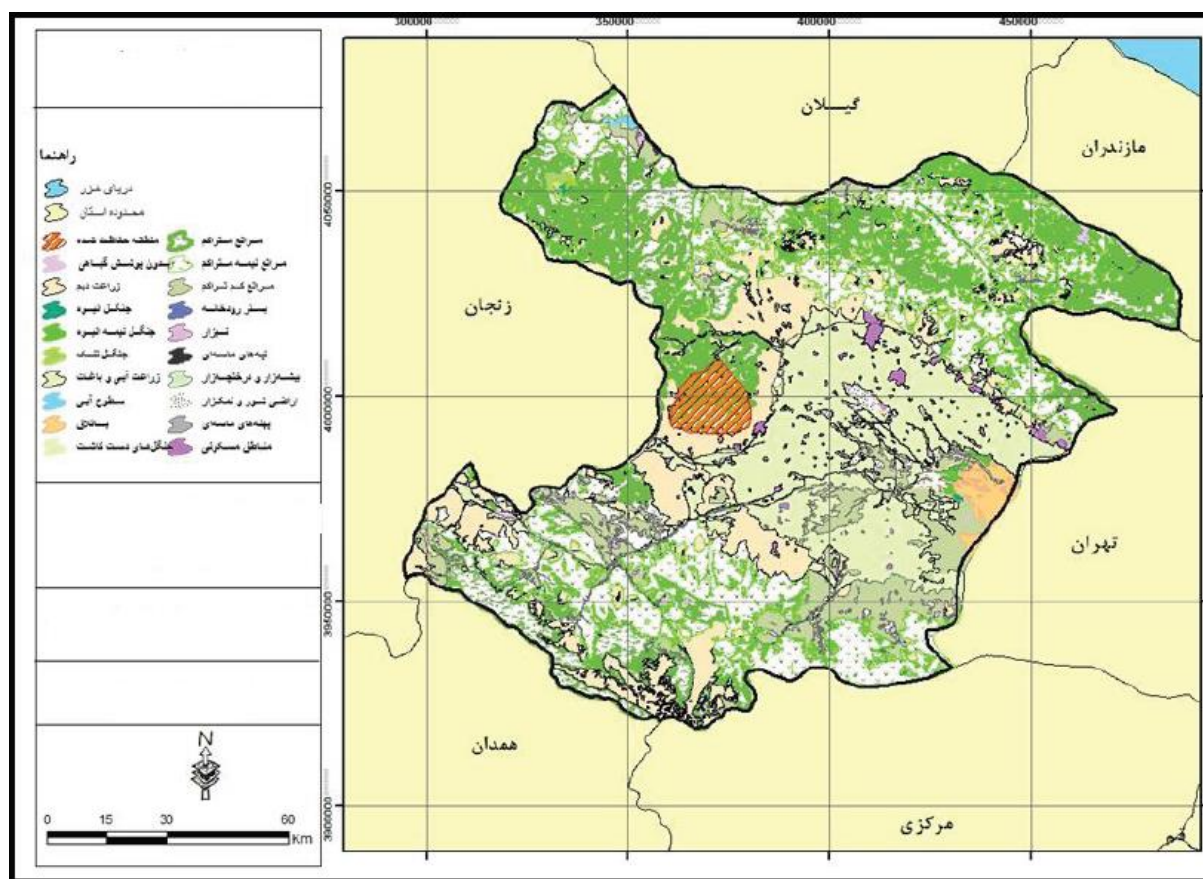 300000 350000 400000 450000
گیلان
مازندران
راهنما
دریای خزر
محدوده استان
منطقه حفاظت شده
مراتع متراکم
بدون پوشش گیاهی
مراتع نیمه متراکم
زراعت دیم
مراتع کم تراکم
جنگل انبوه
بستر رودخانه
جنگل نیمه انبوه
نیزار
جنگل تنک
تپه‌های ماسه‌ای
زراعت آبی و باغات
بیشه‌زار و درختچه‌زار
سطوح آبی
اراضی شور و نمکزار
باتلاق
پهنه‌های ماسه‌ای
جنگل‌های دست کاشت
مناطق مسکونی
زنجان
تهران
همدان
مرکزی
قم
4050000
4000000
3950000
3900000
N
0 15 30 60
Km